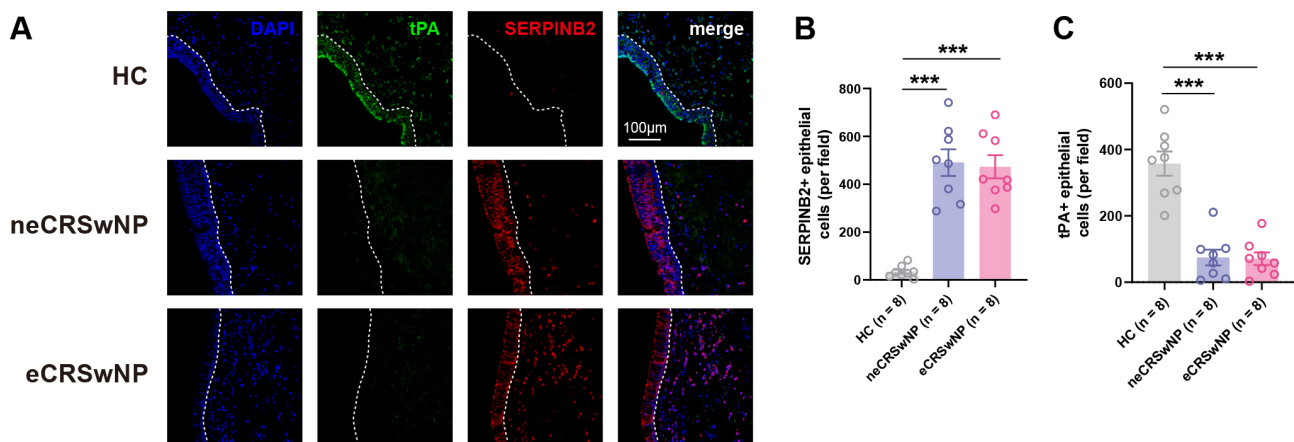 A
DAPI
tPA
SERPINB2
merge
HC
100μm
neCRSwNP
eCRSwNP
B
***
***
SERPINB2+ epithelial
cells (per field)
800
600
400
200
0
HC (n = 8)
neCRSwNP (n = 8)
eCRSwNP (n = 8)
C
***
***
tPA+ epithelial
cells (per field)
600
400
200
0
HC (n = 8)
neCRSwNP (n = 8)
eCRSwNP (n = 8)